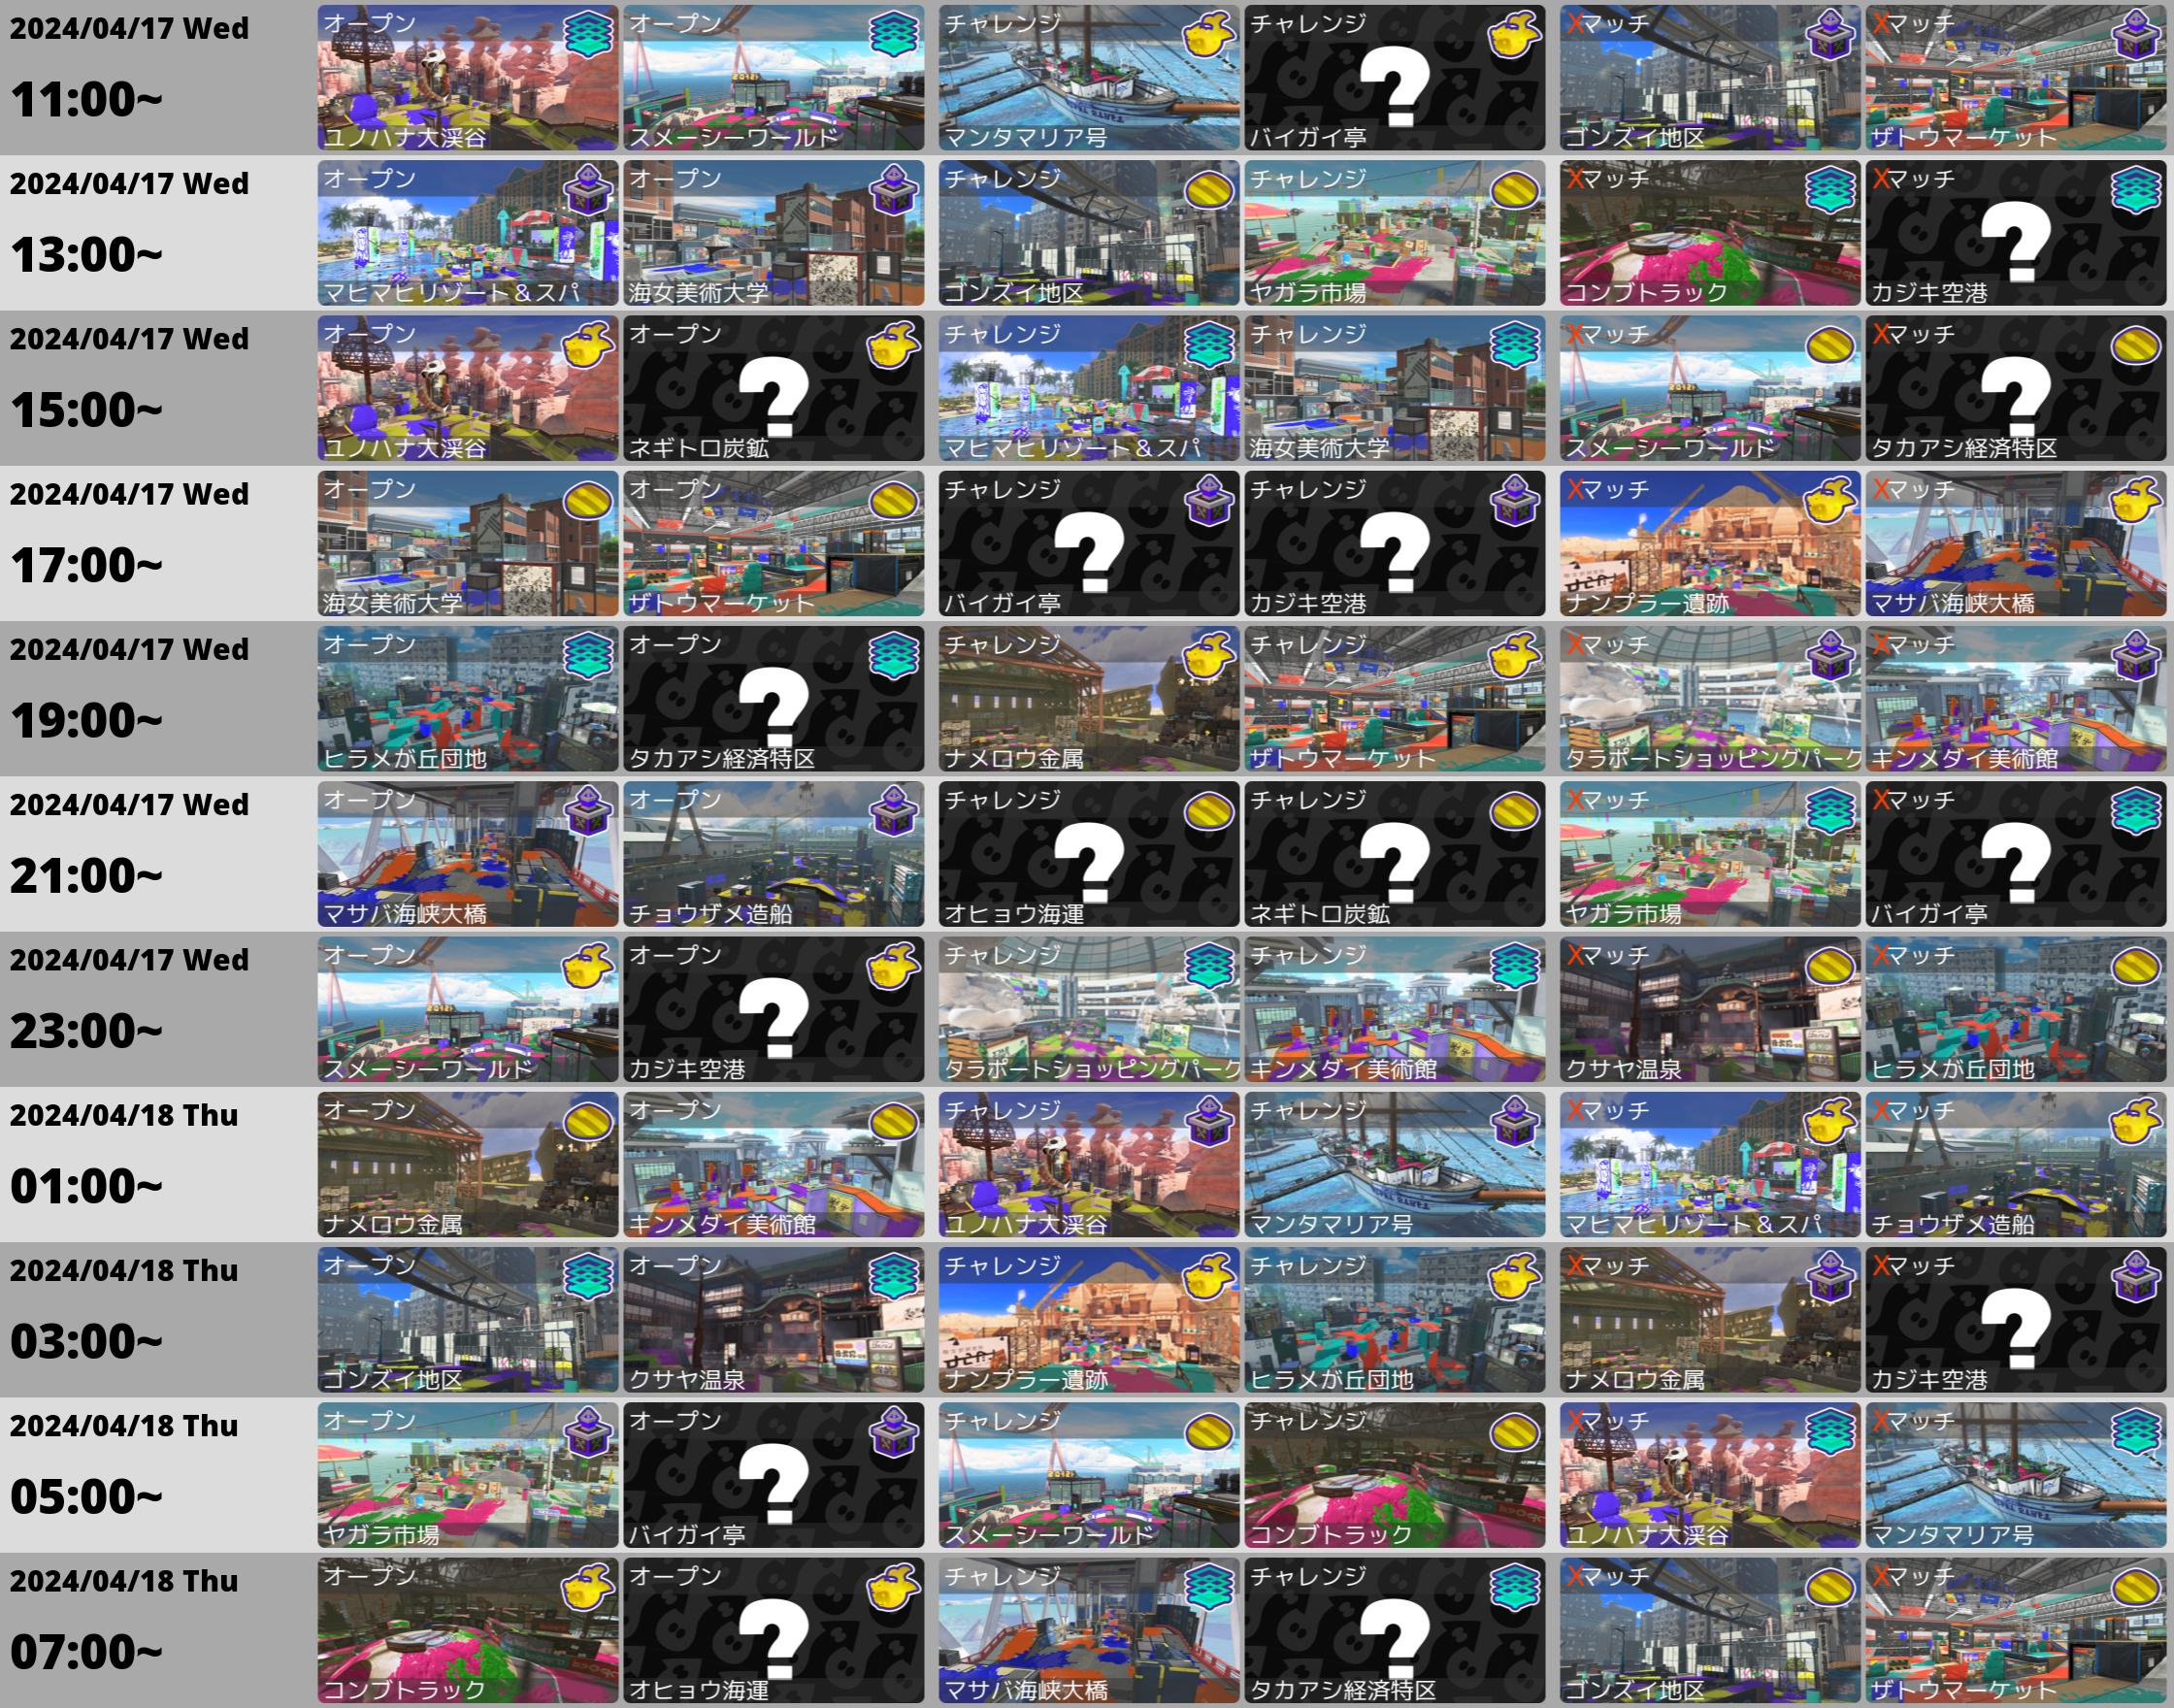 2024/04/17 Wed
11:00~
オープン
ユノハナ大渓谷
オープン
スメーシーワールド
チャレンジ
マンタマリア号
チャレンジ
バイガイ亭
Xマッチ
ゴンズイ地区
Xマッチ
ザトウマーケット
2024/04/17 Wed
13:00~
オープン
マヒマヒリゾート＆スパ
オープン
海女美術大学
チャレンジ
ゴンズイ地区
チャレンジ
ヤガラ市場
Xマッチ
コンブトラック
Xマッチ
カジキ空港
2024/04/17 Wed
15:00~
オープン
ユノハナ大渓谷
オープン
ネギトロ炭鉱
チャレンジ
マヒマヒリゾート＆スパ
チャレンジ
海女美術大学
Xマッチ
スメーシーワールド
Xマッチ
タカアシ経済特区
2024/04/17 Wed
17:00~
オープン
海女美術大学
オープン
ザトウマーケット
チャレンジ
バイガイ亭
チャレンジ
カジキ空港
Xマッチ
ナンプラー遺跡
Xマッチ
マサバ海峡大橋
2024/04/17 Wed
19:00~
オープン
ヒラメが丘団地
オープン
タカアシ経済特区
チャレンジ
ナメロウ金属
チャレンジ
ザトウマーケット
Xマッチ
タラポートショッピングパーク
Xマッチ
キンメダイ美術館
2024/04/17 Wed
21:00~
オープン
マサバ海峡大橋
オープン
チョウザメ造船
チャレンジ
オヒョウ海運
チャレンジ
ネギトロ炭鉱
Xマッチ
ヤガラ市場
Xマッチ
バイガイ亭
2024/04/17 Wed
23:00~
オープン
スメーシーワールド
オープン
カジキ空港
チャレンジ
タラポートショッピングパーク
チャレンジ
キンメダイ美術館
Xマッチ
クサヤ温泉
Xマッチ
ヒラメが丘団地
2024/04/18 Thu
01:00~
オープン
ナメロウ金属
オープン
キンメダイ美術館
チャレンジ
ユノハナ大渓谷
チャレンジ
マンタマリア号
Xマッチ
マヒマヒリゾート＆スパ
Xマッチ
チョウザメ造船
2024/04/18 Thu
03:00~
オープン
ゴンズイ地区
オープン
クサヤ温泉
チャレンジ
ナンプラー遺跡
チャレンジ
ヒラメが丘団地
Xマッチ
ナメロウ金属
Xマッチ
カジキ空港
2024/04/18 Thu
05:00~
オープン
ヤガラ市場
オープン
バイガイ亭
チャレンジ
スメーシーワールド
チャレンジ
コンブトラック
Xマッチ
ユノハナ大渓谷
Xマッチ
マンタマリア号
2024/04/18 Thu
07:00~
オープン
コンブトラック
オープン
オヒョウ海運
チャレンジ
マサバ海峡大橋
チャレンジ
タカアシ経済特区
Xマッチ
ゴンズイ地区
Xマッチ
ザトウマーケット